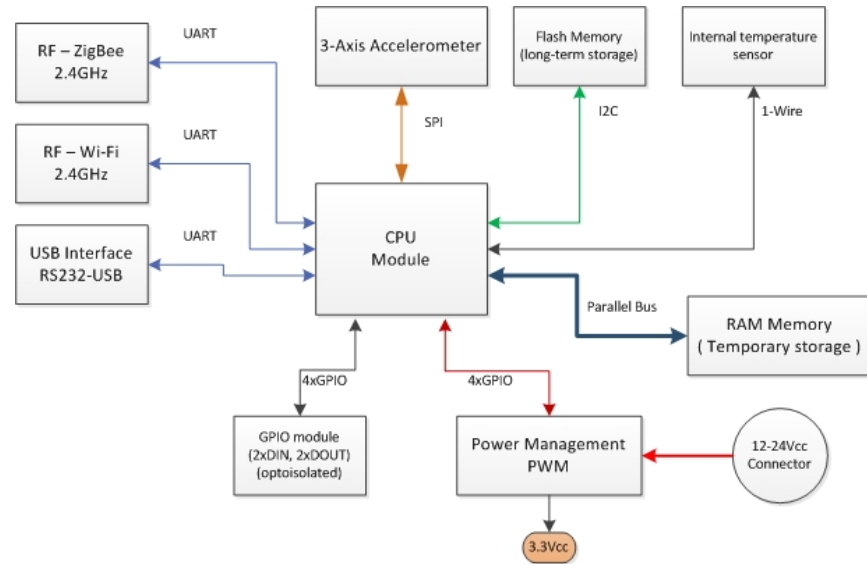 RF – ZigBee
2.4GHz
UART
3-Axis Accelerometer
Flash Memory
(long-term storage)
Internal temperature
sensor
SPI
I2C
1-Wire
RF – Wi-Fi
2.4GHz
UART
USB Interface
RS232-USB
UART
CPU
Module
Parallel Bus
RAM Memory
( Temporary storage )
4xGPIO
4xGPIO
GPIO module
(2xDIN, 2xDOUT)
(optoisolated)
Power Management
PWM
12-24Vcc
Connector
3.3Vcc